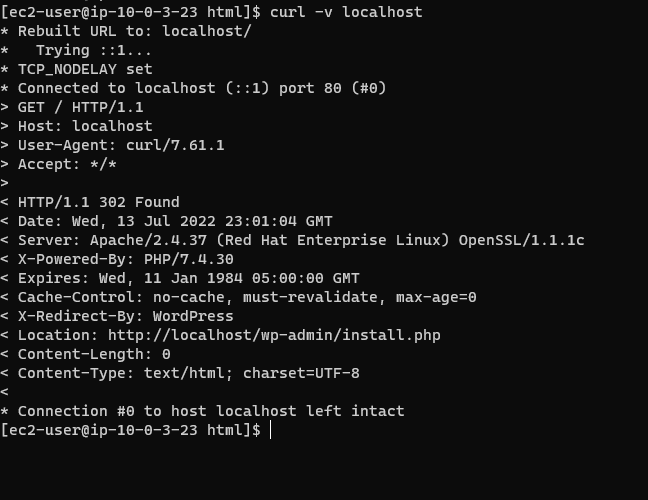 [ec2-user@ip-10-0-3-23 html]$ curl -v localhost
* Rebuilt URL to: localhost/
*   Trying ::1...
* TCP_NODELAY set
* Connected to localhost (::1) port 80 (#0)
> GET / HTTP/1.1
> Host: localhost
> User-Agent: curl/7.61.1
> Accept: */*
>
< HTTP/1.1 302 Found
< Date: Wed, 13 Jul 2022 23:01:04 GMT
< Server: Apache/2.4.37 (Red Hat Enterprise Linux) OpenSSL/1.1.1c
< X-Powered-By: PHP/7.4.30
< Expires: Wed, 11 Jan 1984 05:00:00 GMT
< Cache-Control: no-cache, must-revalidate, max-age=0
< X-Redirect-By: WordPress
< Location: http://localhost/wp-admin/install.php
< Content-Length: 0
< Content-Type: text/html; charset=UTF-8
<
* Connection #0 to host localhost left intact
[ec2-user@ip-10-0-3-23 html]$